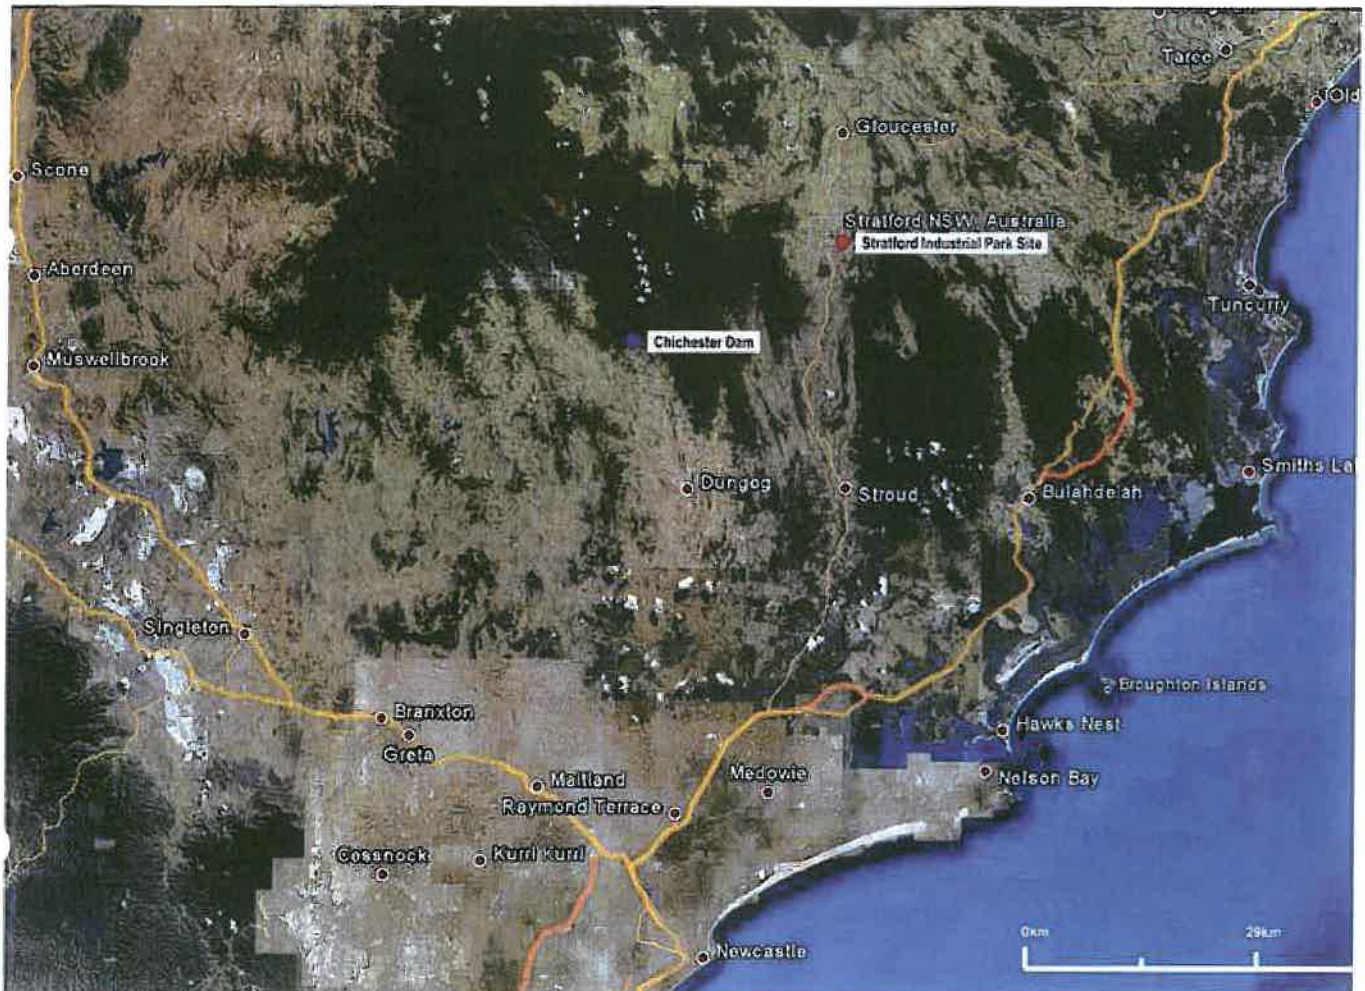 Taree
Old
Gloucester
Scone
Stratford NSW, Australia
Stratford Industrial Park Site
Aberdeen
Tuncurry
Chichester Dam
Muswellbrook
Dungog
Stroud
Bulahdelah
Smiths La
Singleton
Broughton Islands
Branxton
Hawks Nest
Greta
Maitland
Medowie
Nelson Bay
Raymond Terrace
Cessnock
Kurri Kurri
Newcastle
0km
29km